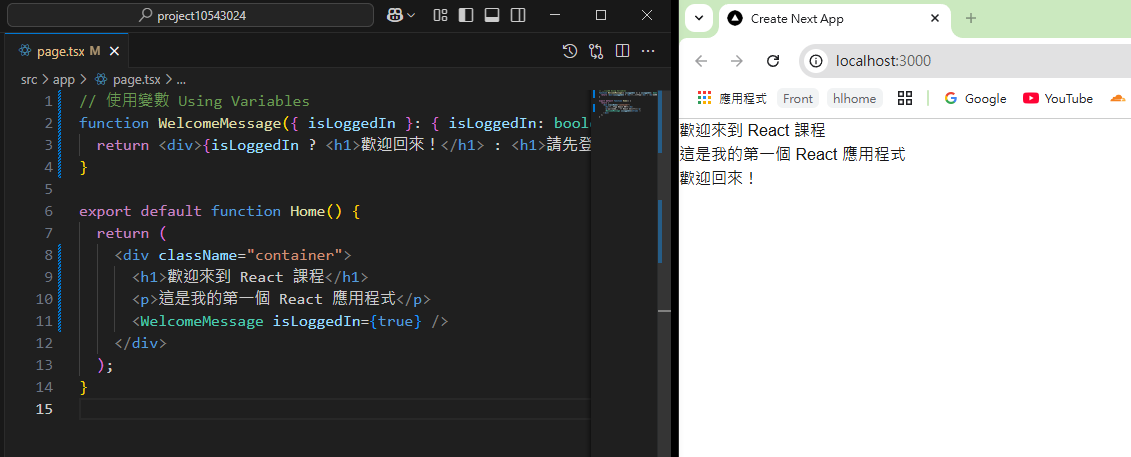 project10543024
page.tsx M
src > app > page.tsx > ...
1 // 使用變數 Using Variables
2 function WelcomeMessage({ isLoggedIn }: { isLoggedIn: boole
3 return <div>{isLoggedIn ? <h1>歡迎回來！</h1> : <h1>請先登
4 }
5
6 export default function Home() {
7 return (
8 <div className="container">
9 <h1>歡迎來到 React 課程</h1>
10 <p>這是我的第一個 React 應用程式</p>
11 <WelcomeMessage isLoggedIn={true} />
12 </div>
13 );
14 }
15
Create Next App
localhost:3000
應用程式 Front hlhome Google YouTube
歡迎來到 React 課程
這是我的第一個 React 應用程式
歡迎回來！